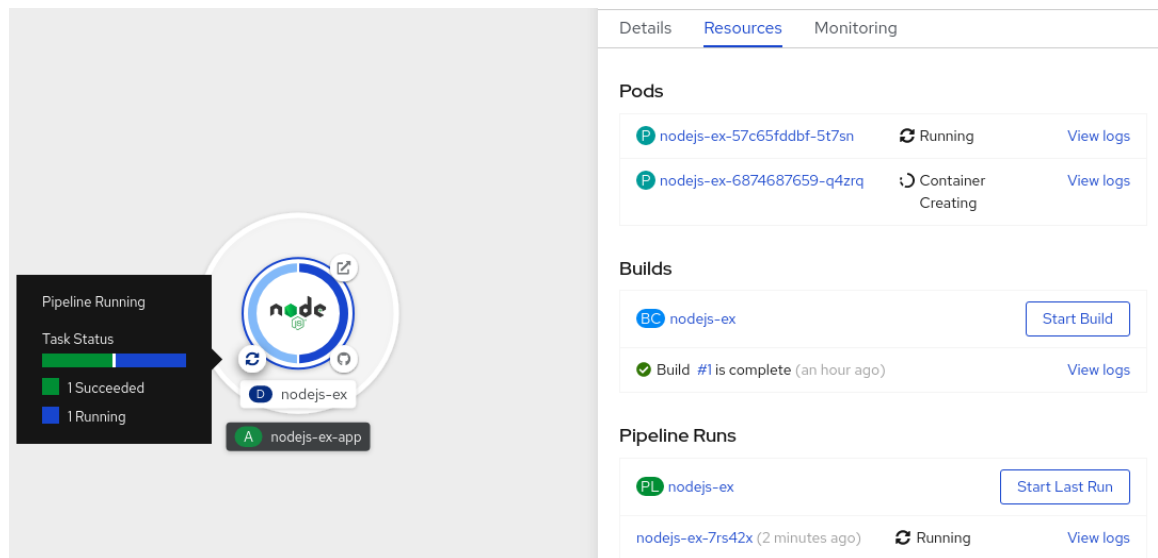 Details Resources Monitoring
Pods
P nodejs-ex-57c65fddbf-5t7sn Running View logs
P nodejs-ex-6874687659-q4zrq Container Creating View logs
Builds
BC nodejs-ex Start Build
Build #1 is complete (an hour ago) View logs
Pipeline Runs
PL nodejs-ex Start Last Run
nodejs-ex-7rs42x (2 minutes ago) Running View logs
Pipeline Running
Task Status
1 Succeeded
1 Running
node
JS
D nodejs-ex
A nodejs-ex-app